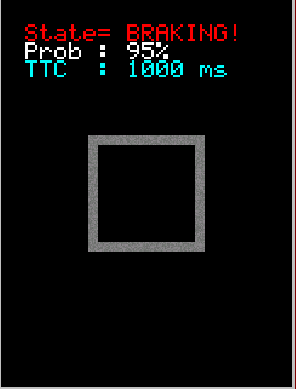 State= BRAKING!
Prob : 95%
TTC  : 1000 ms